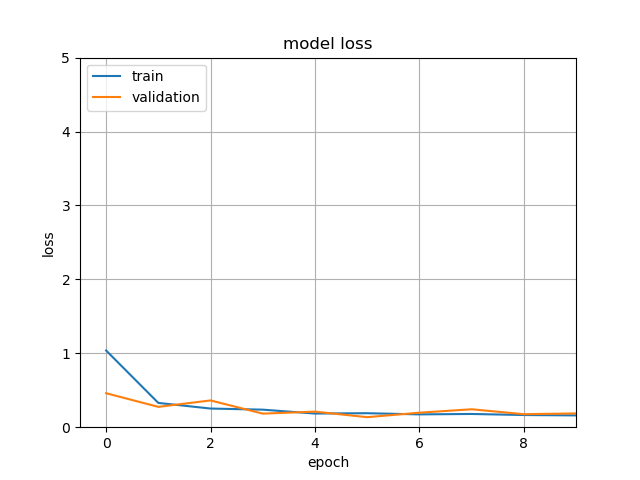 model loss
5
train
validation
4
3
loss
2
1
0
0 2 4 6 8
epoch